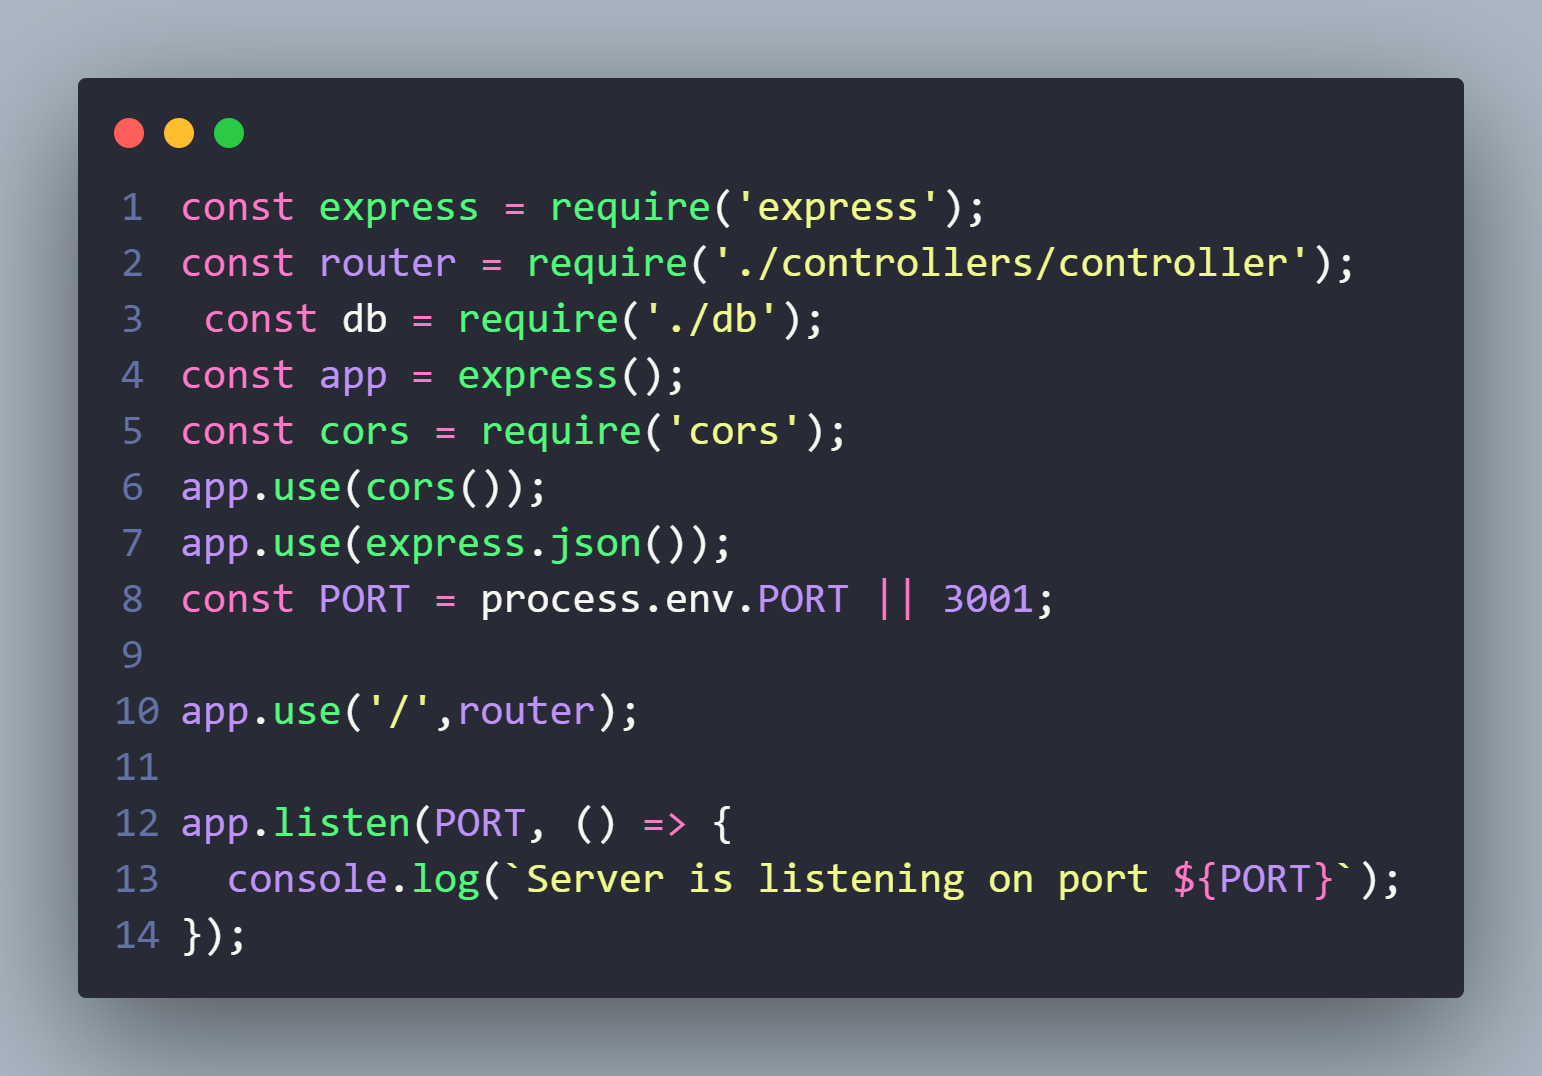 1 const express = require('express');
2 const router = require('./controllers/controller');
3  const db = require('./db');
4 const app = express();
5 const cors = require('cors');
6 app.use(cors());
7 app.use(express.json());
8 const PORT = process.env.PORT || 3001;
9
10 app.use('/',router);
11
12 app.listen(PORT, () => {
13   console.log(`Server is listening on port ${PORT}`);
14 });